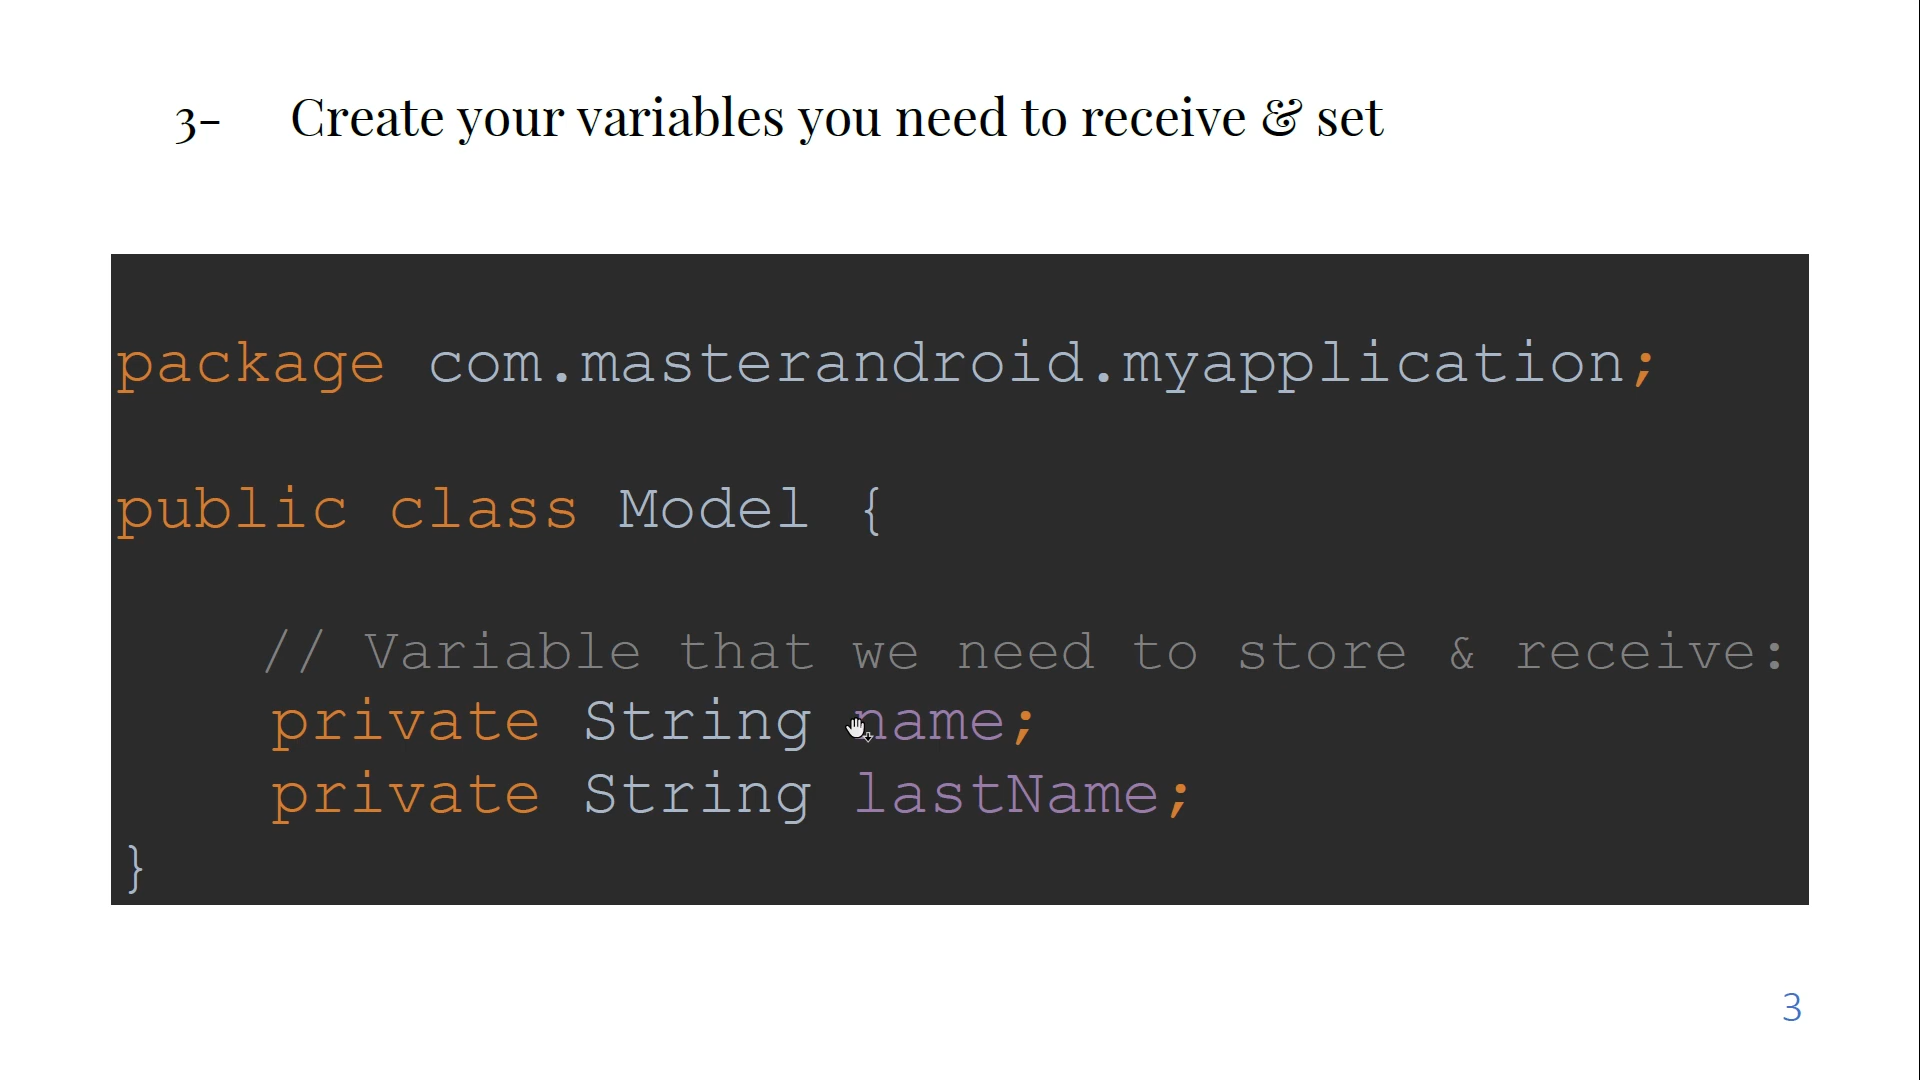 3- Create your variables you need to receive & set
package com.masterandroid.myapplication;
public class Model {
// Variable that we need to store & receive:
private String name;
private String lastName;
}
3